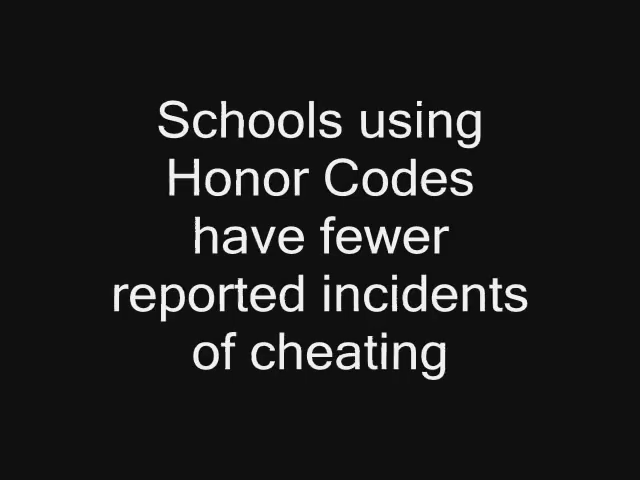 Schools using
Honor Codes
have fewer
reported incidents
of cheating